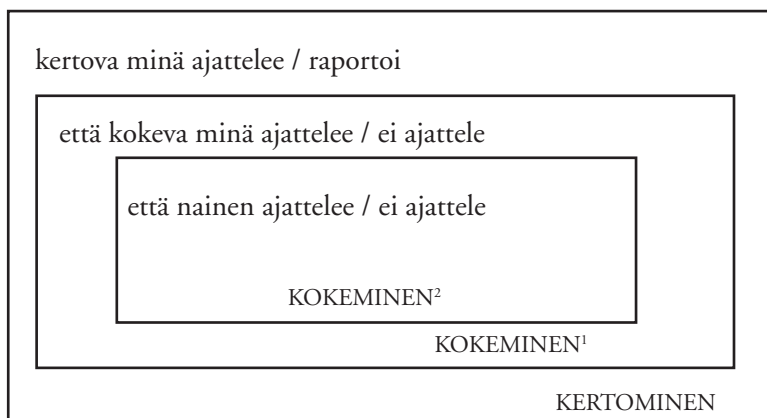 kertova minä ajattelee / raportoi
että kokeva minä ajattelee / ei ajattele
että nainen ajattelee / ei ajattele
KOKEMINEN²
KOKEMINEN¹
KERTOMINEN